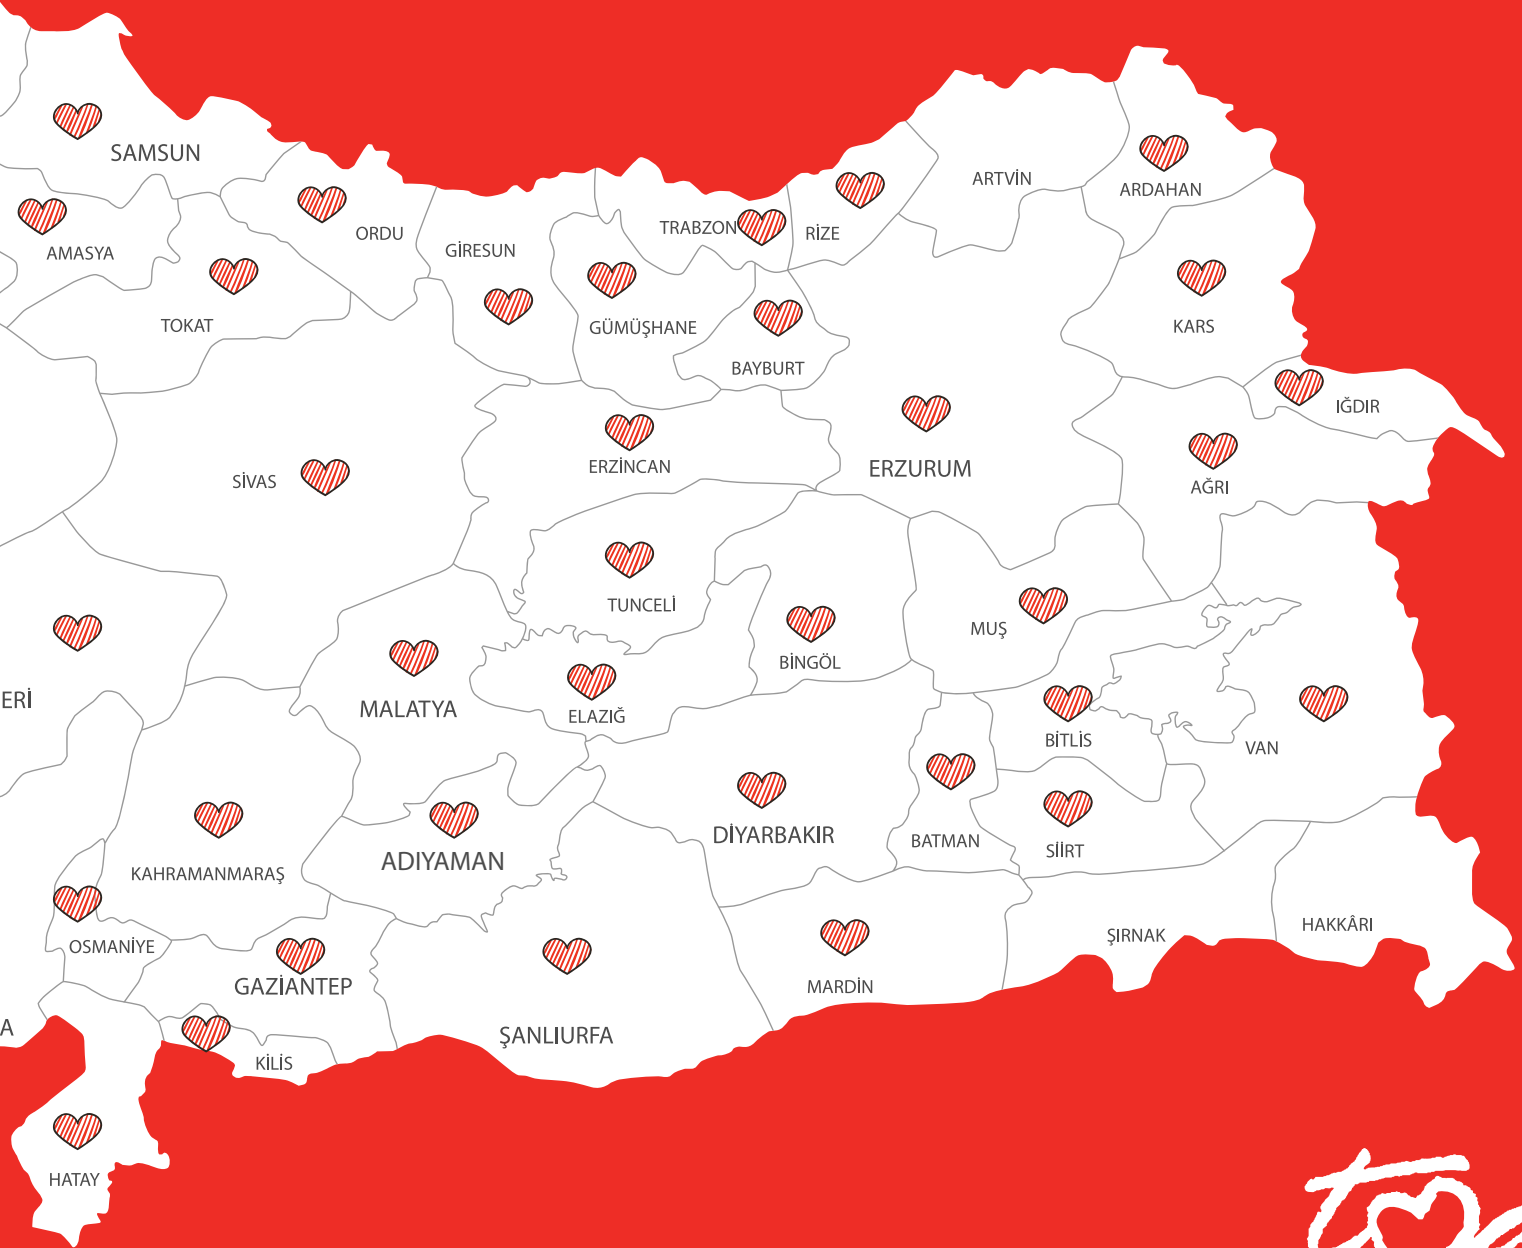 SAMSUN
ARTVİN
ARDAHAN
TRABZON
RİZE
ORDU
GİRESUN
AMASYA
TOKAT
GÜMÜŞHANE
KARS
BAYBURT
IĞDIR
ERZİNCAN
ERZURUM
SİVAS
AĞRI
TUNCELİ
MUŞ
BİNGÖL
ERİ
MALATYA
ELAZIĞ
BİTLİS
VAN
DİYARBAKIR
BATMAN
SİİRT
ADIYAMAN
KAHRAMANMARAŞ
HAKKÂRI
ŞIRNAK
OSMANİYE
GAZİANTEP
MARDİN
A
ŞANLIURFA
KİLİS
HATAY